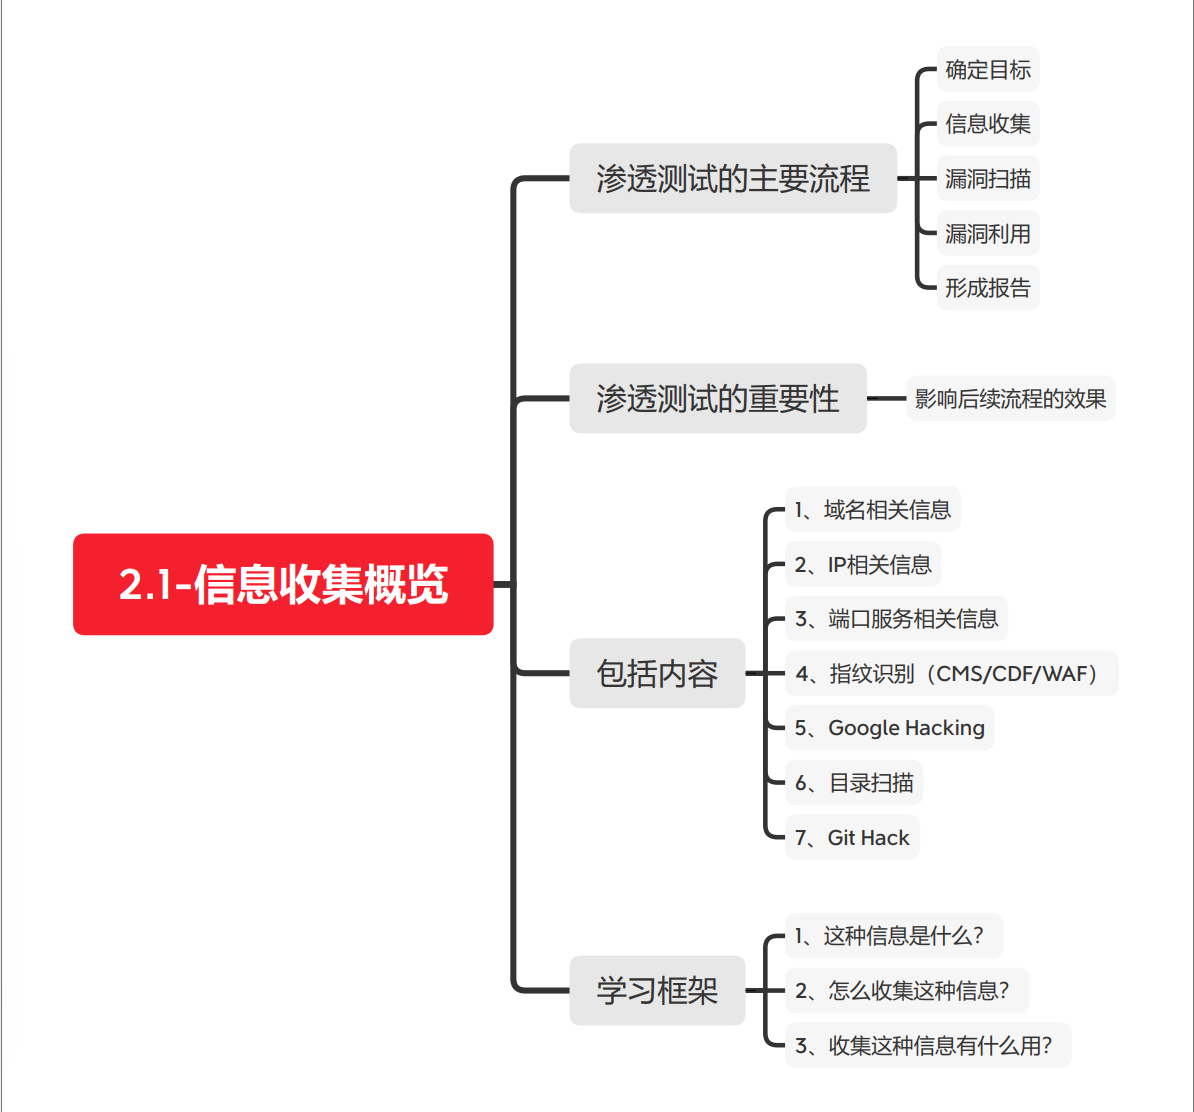 2.1-信息收集概览
渗透测试的主要流程
确定目标
信息收集
漏洞扫描
漏洞利用
形成报告
渗透测试的重要性
影响后续流程的效果
包括内容
1、域名相关信息
2、IP相关信息
3、端口服务相关信息
4、指纹识别（CMS/CDF/WAF）
5、Google Hacking
6、目录扫描
7、Git Hack
学习框架
1、这种信息是什么？
2、怎么收集这种信息？
3、收集这种信息有什么用？